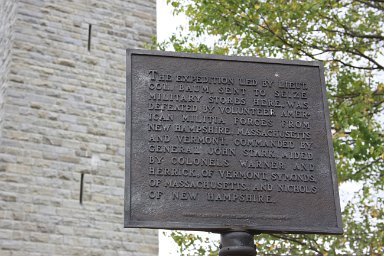 THE EXPEDITION LED BY LIEUT.
COL. BAUM, SENT TO SEIZE
MILITARY STORES HERE, WAS
DEFEATED BY VOLUNTEER AMER-
ICAN MILITIA FORCES FROM
NEW HAMPSHIRE, MASSACHUSETTS
AND VERMONT, COMMANDED BY
GENERAL JOHN STARK, AIDED
BY COLONELS WARNER AND
HERRICK, OF VERMONT, SYMONDS,
OF MASSACHUSETTS, AND NICHOLS
OF NEW HAMPSHIRE.